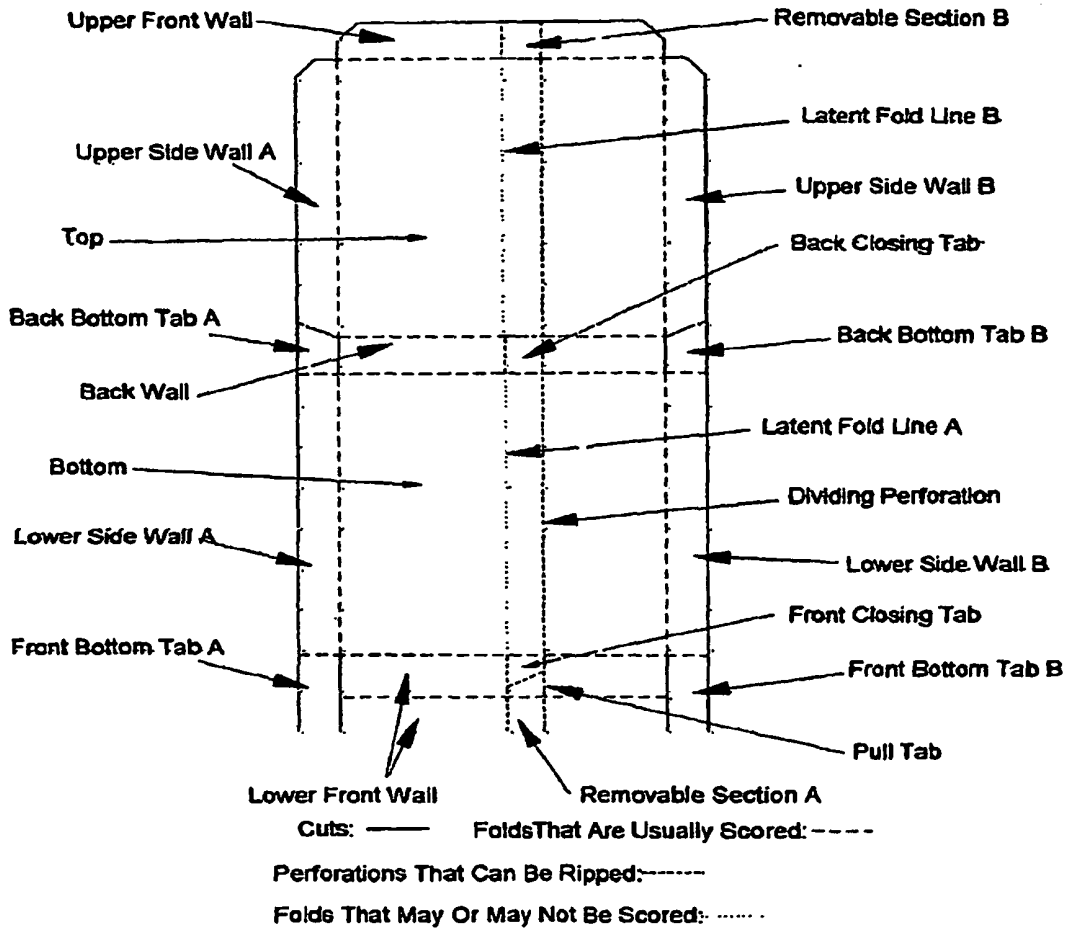 Upper Front Wall
Removable Section B
Latent Fold Line B
Upper Side Wall A
Upper Side Wall B
Top
Back Closing Tab
Back Bottom Tab A
Back Bottom Tab B
Back Wall
Latent Fold Line A
Bottom
Dividing Perforation
Lower Side Wall A
Lower Side Wall B
Front Closing Tab
Front Bottom Tab A
Front Bottom Tab B
Pull Tab
Lower Front Wall
Removable Section A
Cuts: FoldsThat Are Usually Scored:
Perforations That Can Be Ripped:
Folds That May Or May Not Be Scored: